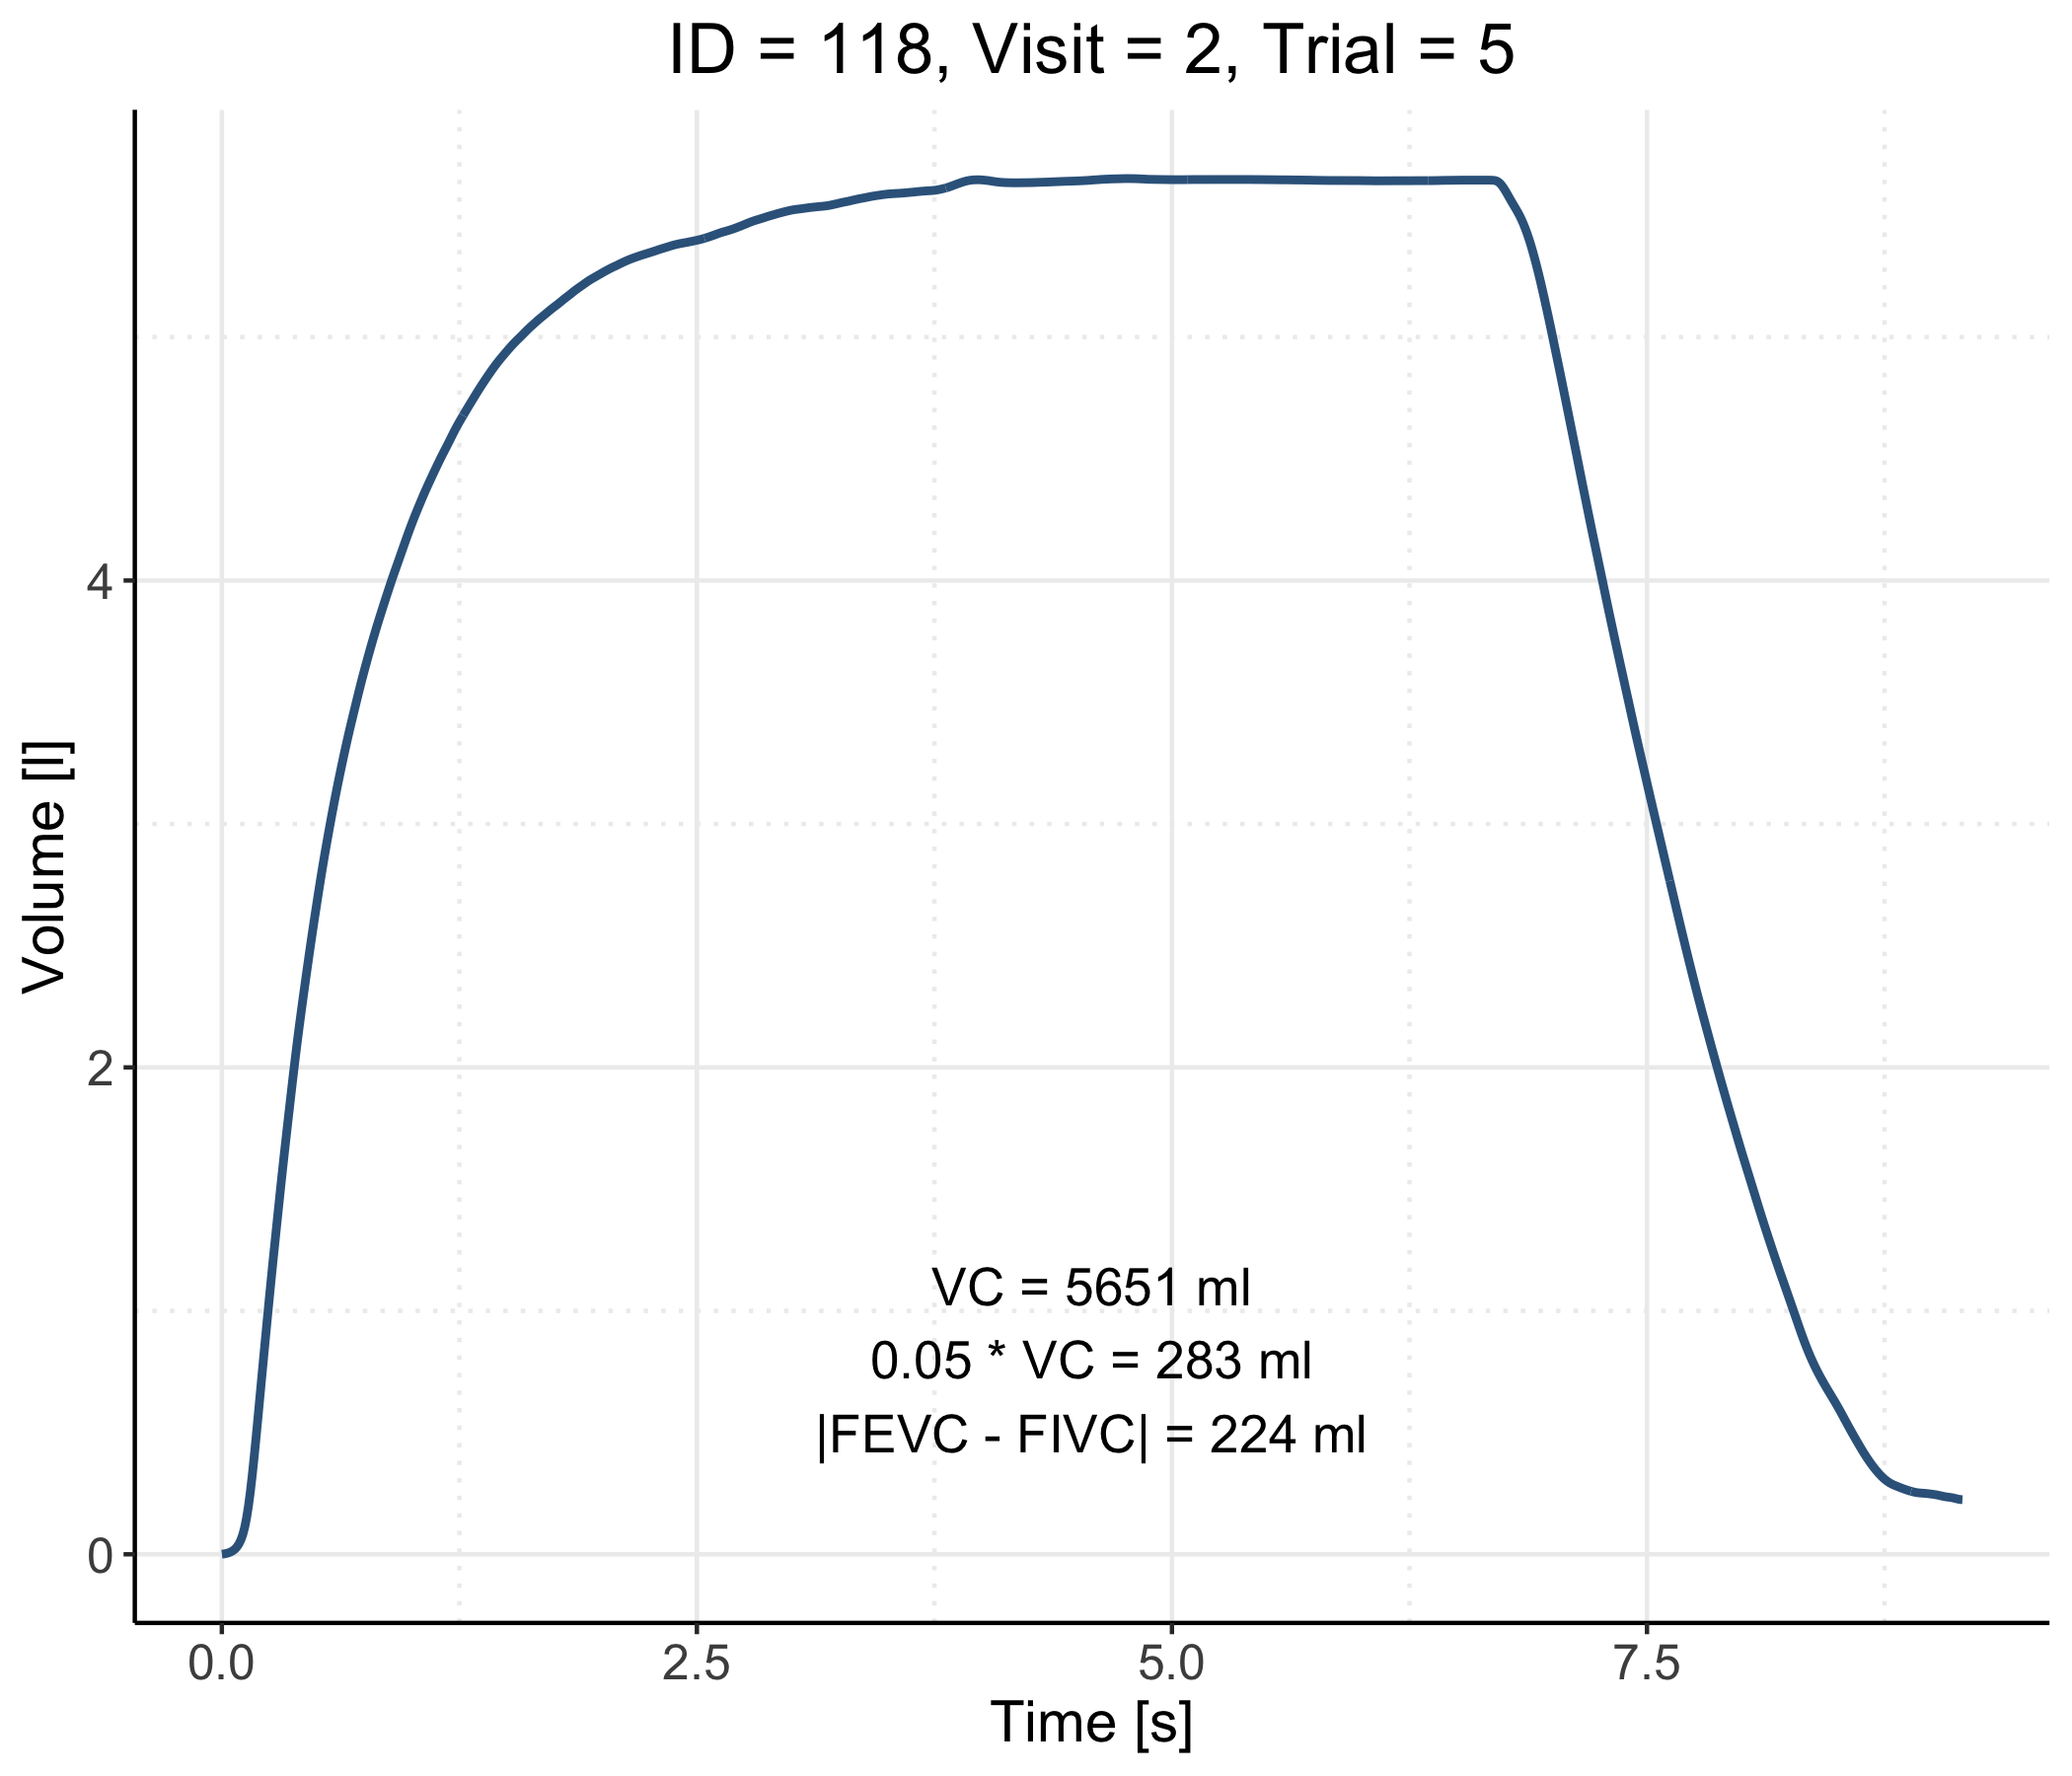 ID = 118, Visit = 2, Trial = 5
Volume [l]
4
2
0
VC = 5651 ml
0.05 * VC = 283 ml
|FEVC - FIVC| = 224 ml
0.0 2.5 5.0 7.5
Time [s]